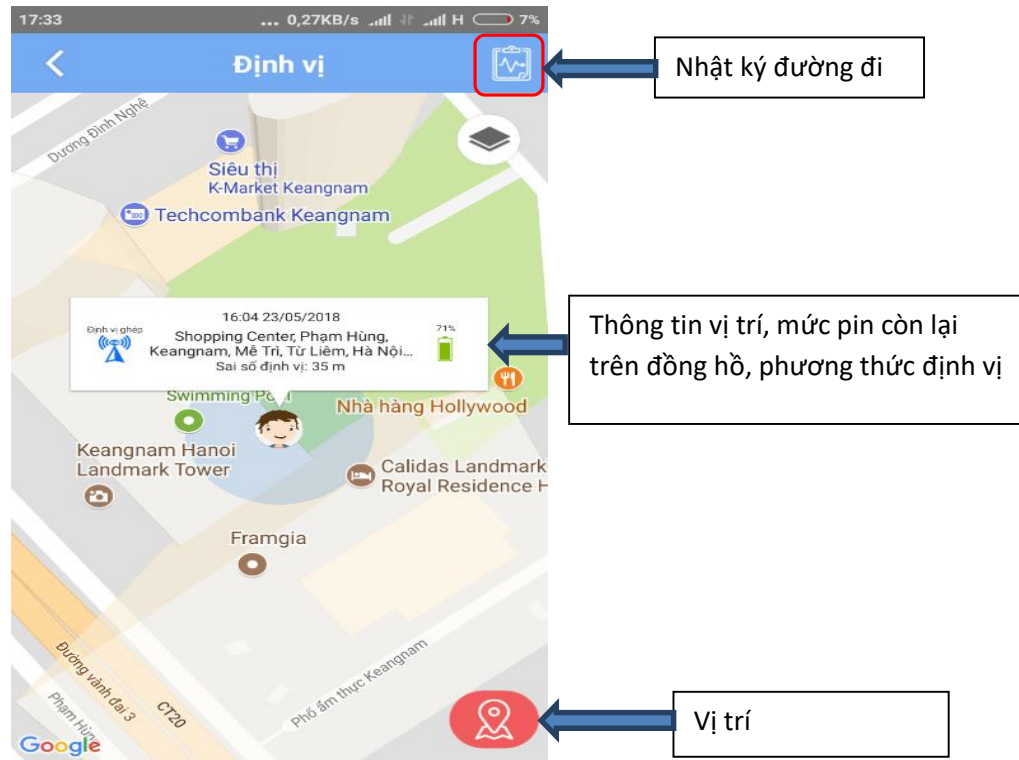 17:33
... 0,27KB/s H 7%
Định vị
Nhật ký đường đi
Dương Đình Nghệ
Siêu thị
K-Market Keangnam
Techcombank Keangnam
Định vị ghép
16:04 23/05/2018
Shopping Center, Phạm Hùng,
Keangnam, Mễ Trì, Từ Liêm, Hà Nội...
Sai số định vị: 35 m
71%
Thông tin vị trí, mức pin còn lại
trên đồng hồ, phương thức định vị
Swimming
Nhà hàng Hollywood
Keangnam Hanoi
Landmark Tower
Calidas Landmark
Royal Residence H
Framgia
Đường vành đai 3
CT20
Phạm Hùng
Phố ẩm thực Keangnam
Google
Vị trí